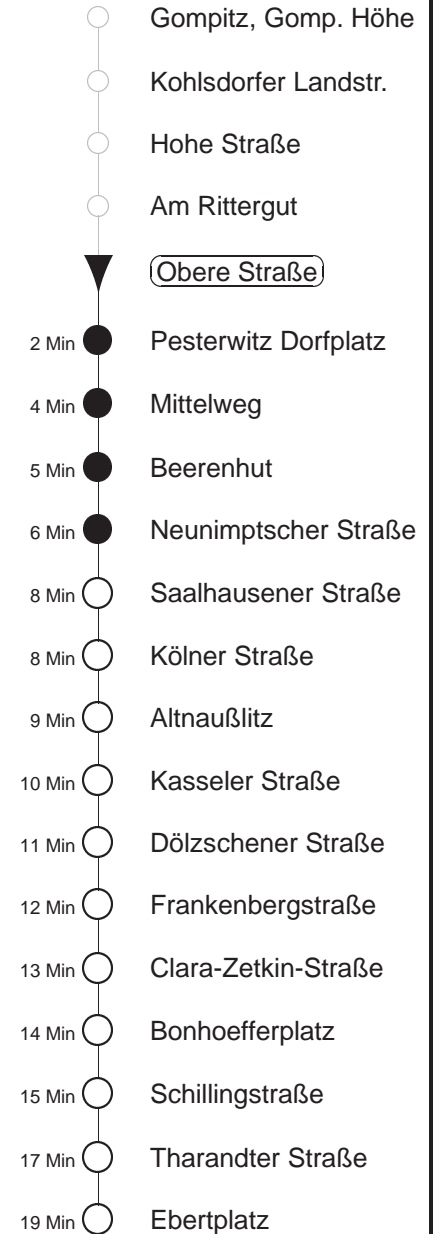 Gompitz, Gomp. Höhe
Kohlsdorfer Landstr.
Hohe Straße
Am Rittergut
Obere Straße
2 Min Pesterwitz Dorfplatz
4 Min Mittelweg
5 Min Beerenhut
6 Min Neunimptscher Straße
8 Min Saalhausener Straße
8 Min Kölner Straße
9 Min Altnaußlitz
10 Min Kasseler Straße
11 Min Dölzschener Straße
12 Min Frankenbergstraße
13 Min Clara-Zetkin-Straße
14 Min Bonhoefferplatz
15 Min Schillingstraße
17 Min Tharandter Straße
19 Min Ebertplatz